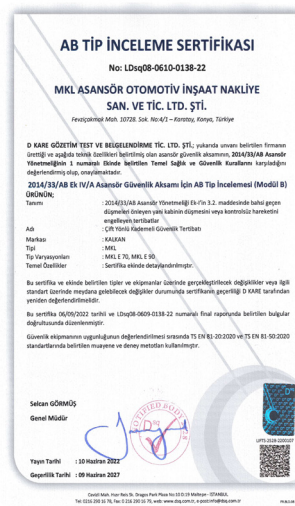 AB TİP İNCELEME SERTİFİKASI
No: LDsq08-0610-0138-22
MKL ASANSÖR OTOMOTİV İNŞAAT NAKLİYE
SAN. VE TİC. LTD. ŞTİ.
Fevziçakmak Mah. 10728. Sok. No:4/1 – Karatay, Konya, Türkiye
D KARE GÖZETİM TEST VE BELGELENDİRME TİC. LTD. ŞTİ.; yukarıda unvanı belirtilen firmanın
ürettiği ve aşağıda teknik özellikleri belirtilmiş olan asansör güvenlik aksamının, 2014/33/AB Asansör
Yönetmeliğinin 1 numaralı Ekinde belirtilen Temel Sağlık ve Güvenlik Kurallarını karşıladığını
değerlendirmiş olup, onaylamaktadır.
2014/33/AB Ek IV/A Asansör Güvenlik Aksamı İçin AB Tip İncelemesi (Modül B)
ÜRÜNÜN;
Tanımı : 2014/33/AB Asansör Yönetmeliği Ek-I'in 3.2. maddesinde bahsi geçen
düşmeleri önleyen yani kabinin düşmesini veya kontrolsüz hareketini
engelleyen tertibatlar
Adı : Çift Yönlü Kademeli Güvenlik Tertibatı
Markası : KALKAN
Tipi : MKL
Tip Varyasyonları : MKL E 70, MKL E 90
Temel Özellikler : Sertifika ekinde detaylandırılmıştır.
Bu sertifika ve ekinde belirtilen tipler ve ekipmanlar üzerinde gerçekleştirilecek değişiklikler veya ilgili
standart üzerinde meydana gelebilecek değişikler durumunda sertifikanın geçerliliği D KARE tarafından
yeniden değerlendirilmelidir.
Bu sertifika 06/09/2022 tarihli ve LDsq08-0609-0138-22 numaralı final raporunda belirtilen bulgular
doğrultusunda düzenlenmiştir.
Güvenlik ekipmanının uygunluğunun değerlendirilmesi sırasında TS EN 81-20:2020 ve TS EN 81-50:2020
standartlarında belirtilen muayene ve deney metotları kullanılmıştır.
Selcan GÖRMÜŞ
Genel Müdür
Yayın Tarihi : 10 Haziran 2022
Geçerlilik Tarihi : 09 Haziran 2027